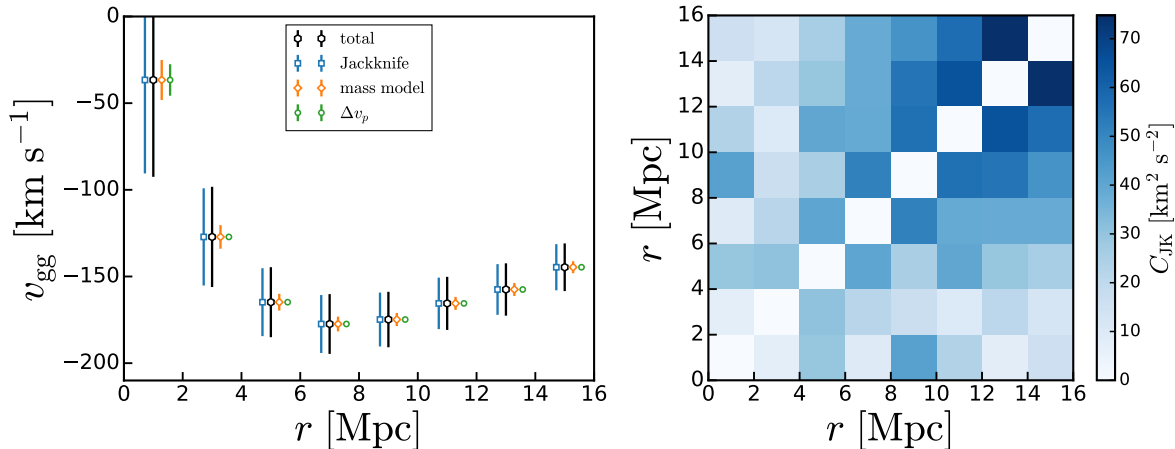 0
−50
−100
−150
−200
v_gg [km s⁻¹]
total
Jackknife
mass model
Δv_p
0 2 4 6 8 10 12 14 16
r [Mpc]
16
14
12
10
8
6
4
2
0
r [Mpc]
0 2 4 6 8 10 12 14 16
r [Mpc]
70
60
50
40
30
20
10
0
C_JK [km² s⁻²]